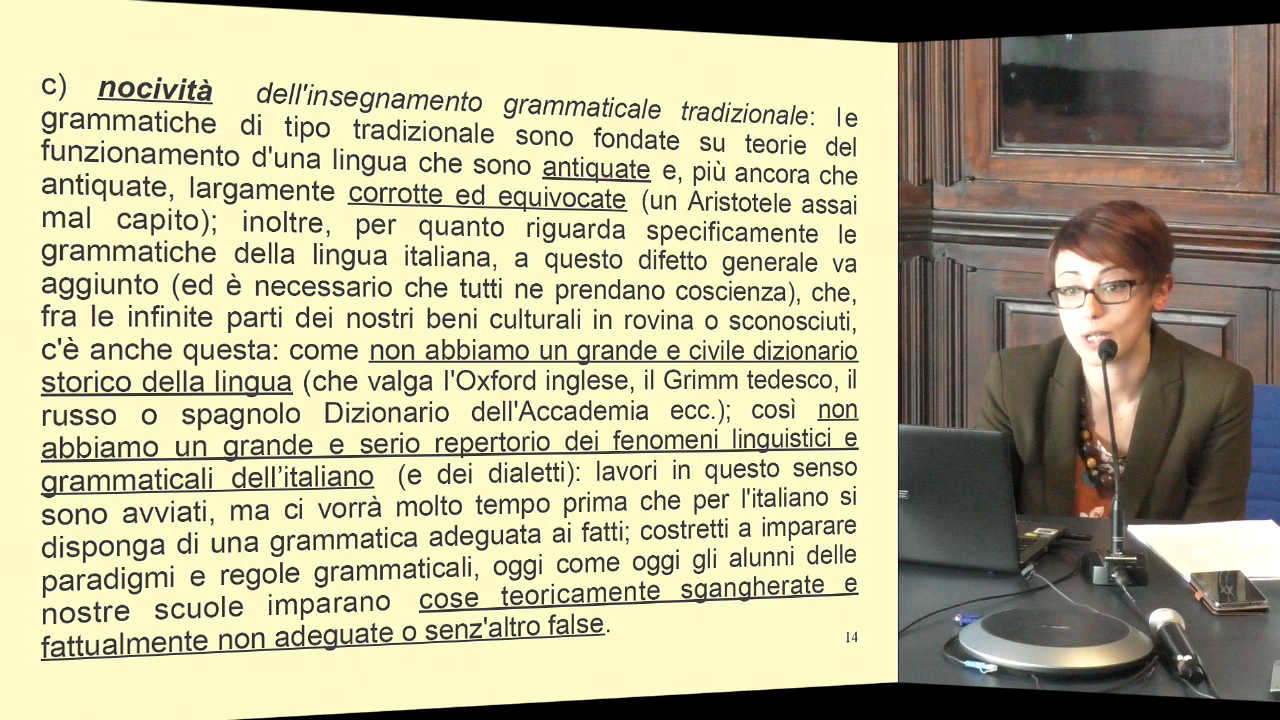 c) nocività dell'insegnamento grammaticale tradizionale: le
grammatiche di tipo tradizionale sono fondate su teorie del
funzionamento d'una lingua che sono antiquate e, più ancora che
antiquate, largamente corrotte ed equivocate (un Aristotele assai
mal capito); inoltre, per quanto riguarda specificamente le
grammatiche della lingua italiana, a questo difetto generale va
aggiunto (ed è necessario che tutti ne prendano coscienza), che,
fra le infinite parti dei nostri beni culturali in rovina o sconosciuti,
c'è anche questa: come non abbiamo un grande e civile dizionario
storico della lingua (che valga l'Oxford inglese, il Grimm tedesco, il
russo o spagnolo Dizionario dell'Accademia ecc.); così non
abbiamo un grande e serio repertorio dei fenomeni linguistici e
grammaticali dell’italiano (e dei dialetti): lavori in questo senso
sono avviati, ma ci vorrà molto tempo prima che per l'italiano si
disponga di una grammatica adeguata ai fatti; costretti a imparare
paradigmi e regole grammaticali, oggi come oggi gli alunni delle
nostre scuole imparano cose teoricamente sgangherate e
fattualmente non adeguate o senz'altro false.
14